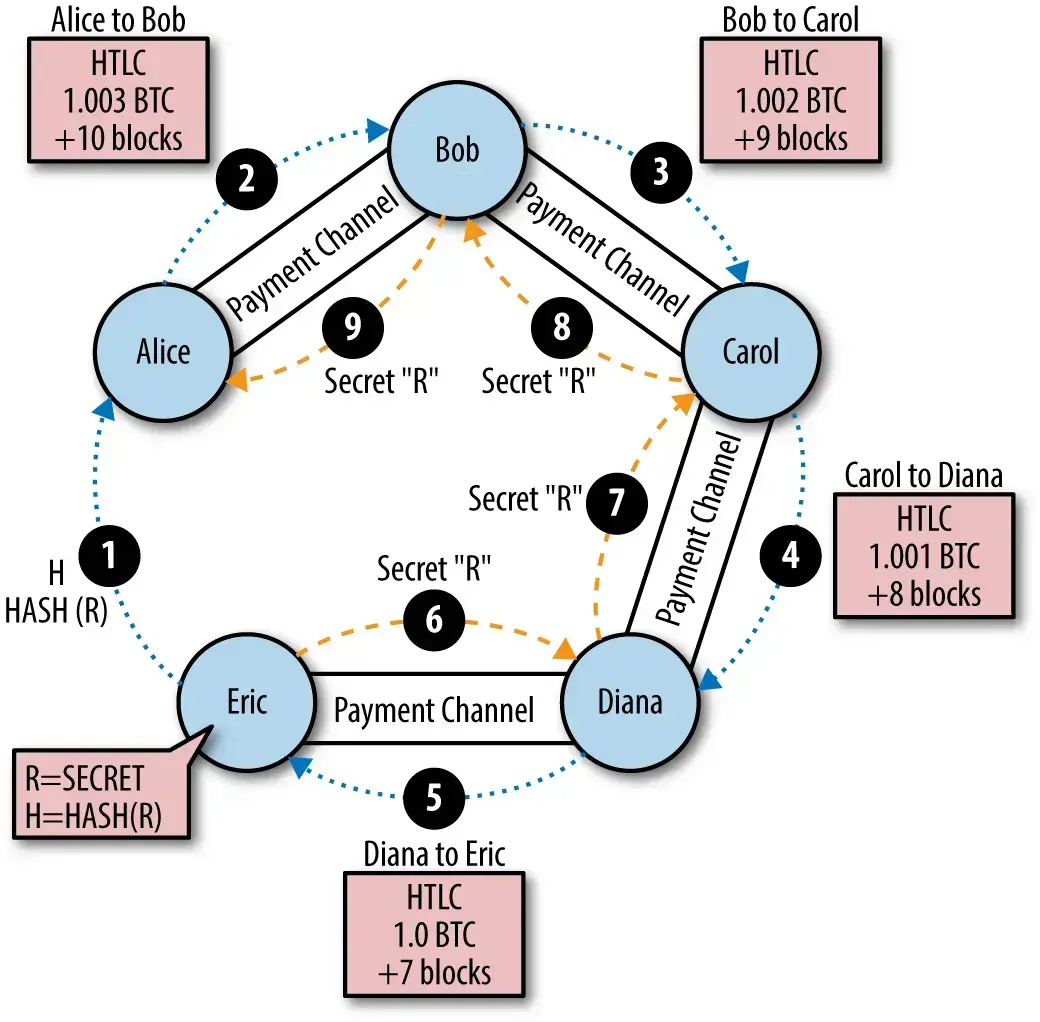 Alice to Bob
HTLC
1.003 BTC
+10 blocks
Bob to Carol
HTLC
1.002 BTC
+9 blocks
Bob
2
3
Payment Channel
Payment Channel
Alice
9
8
Carol
Secret "R"
Secret "R"
Secret "R"
7
Payment Channel
Carol to Diana
HTLC
1.001 BTC
+8 blocks
4
1
H
HASH (R)
Secret "R"
6
Eric
Payment Channel
Diana
R=SECRET
H=HASH(R)
5
Diana to Eric
HTLC
1.0 BTC
+7 blocks